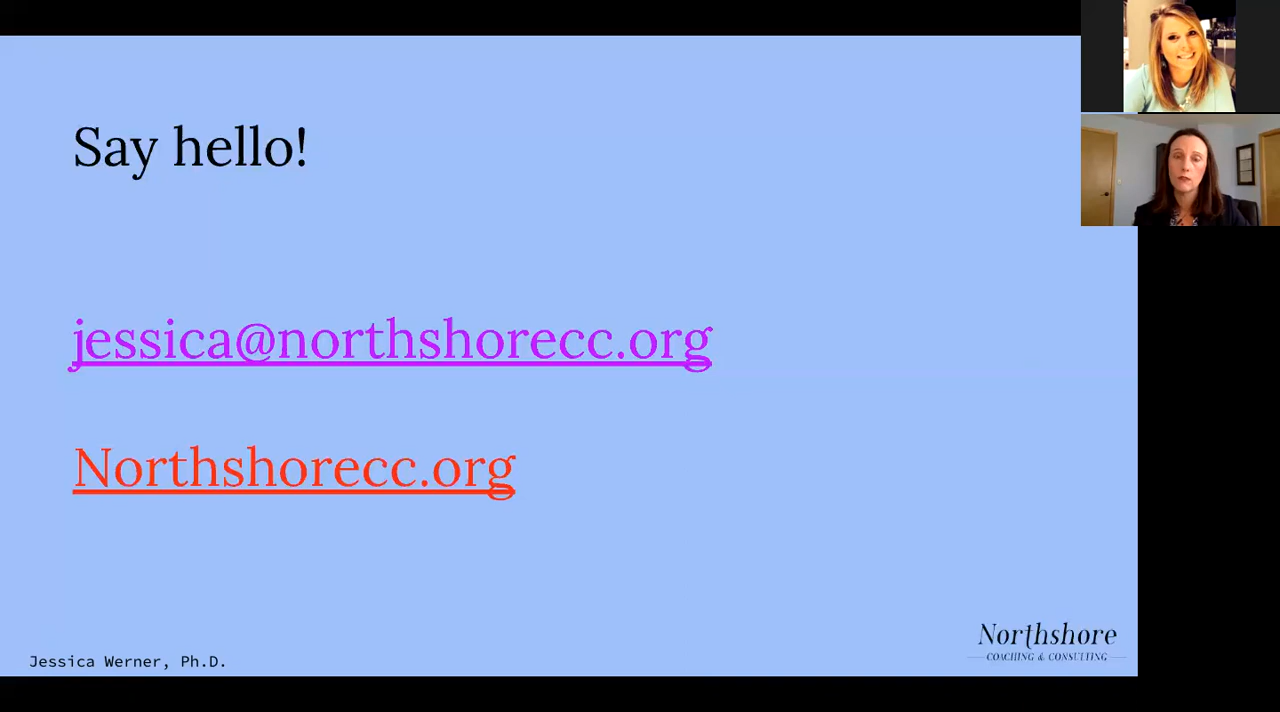 Say hello!
jessica@northshorecc.org
Northshorecc.org
Northshore
COACHING & CONSULTING
Jessica Werner, Ph.D.